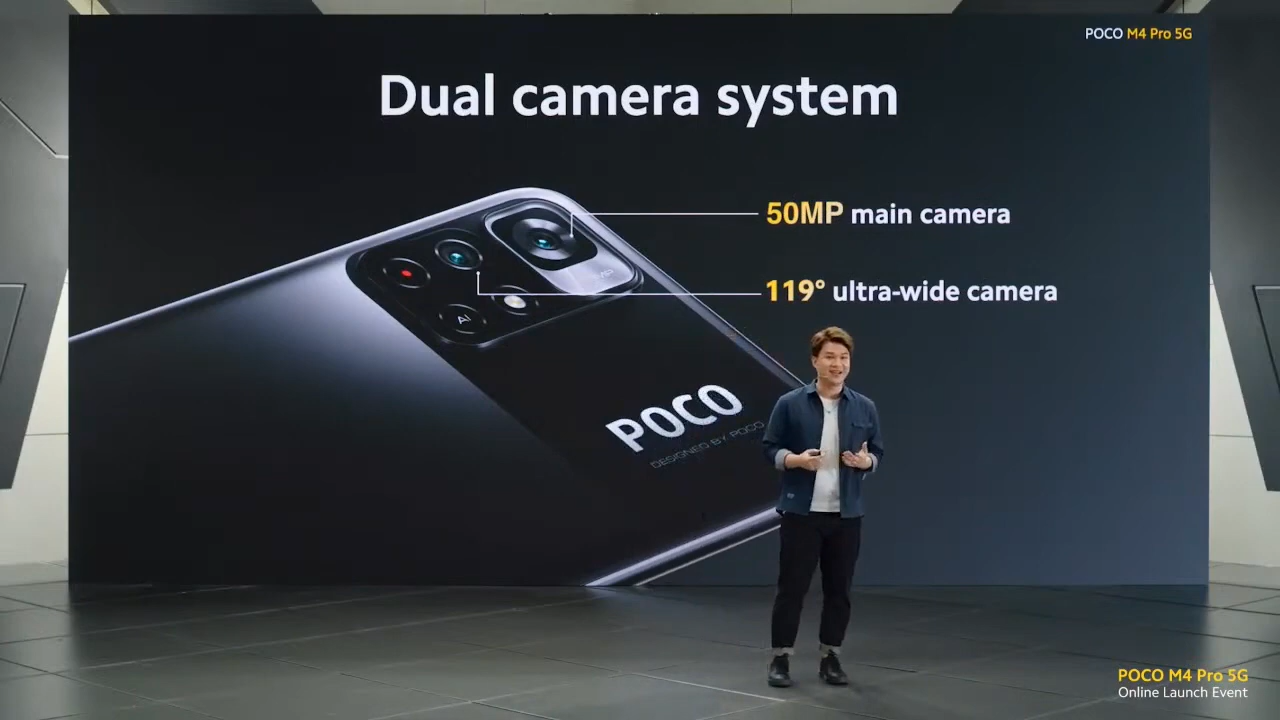 POCO M4 Pro 5G
Dual camera system
50MP main camera
119° ultra-wide camera
AI
POCO
DESIGNED BY POCO
POCO M4 Pro 5G
Online Launch Event